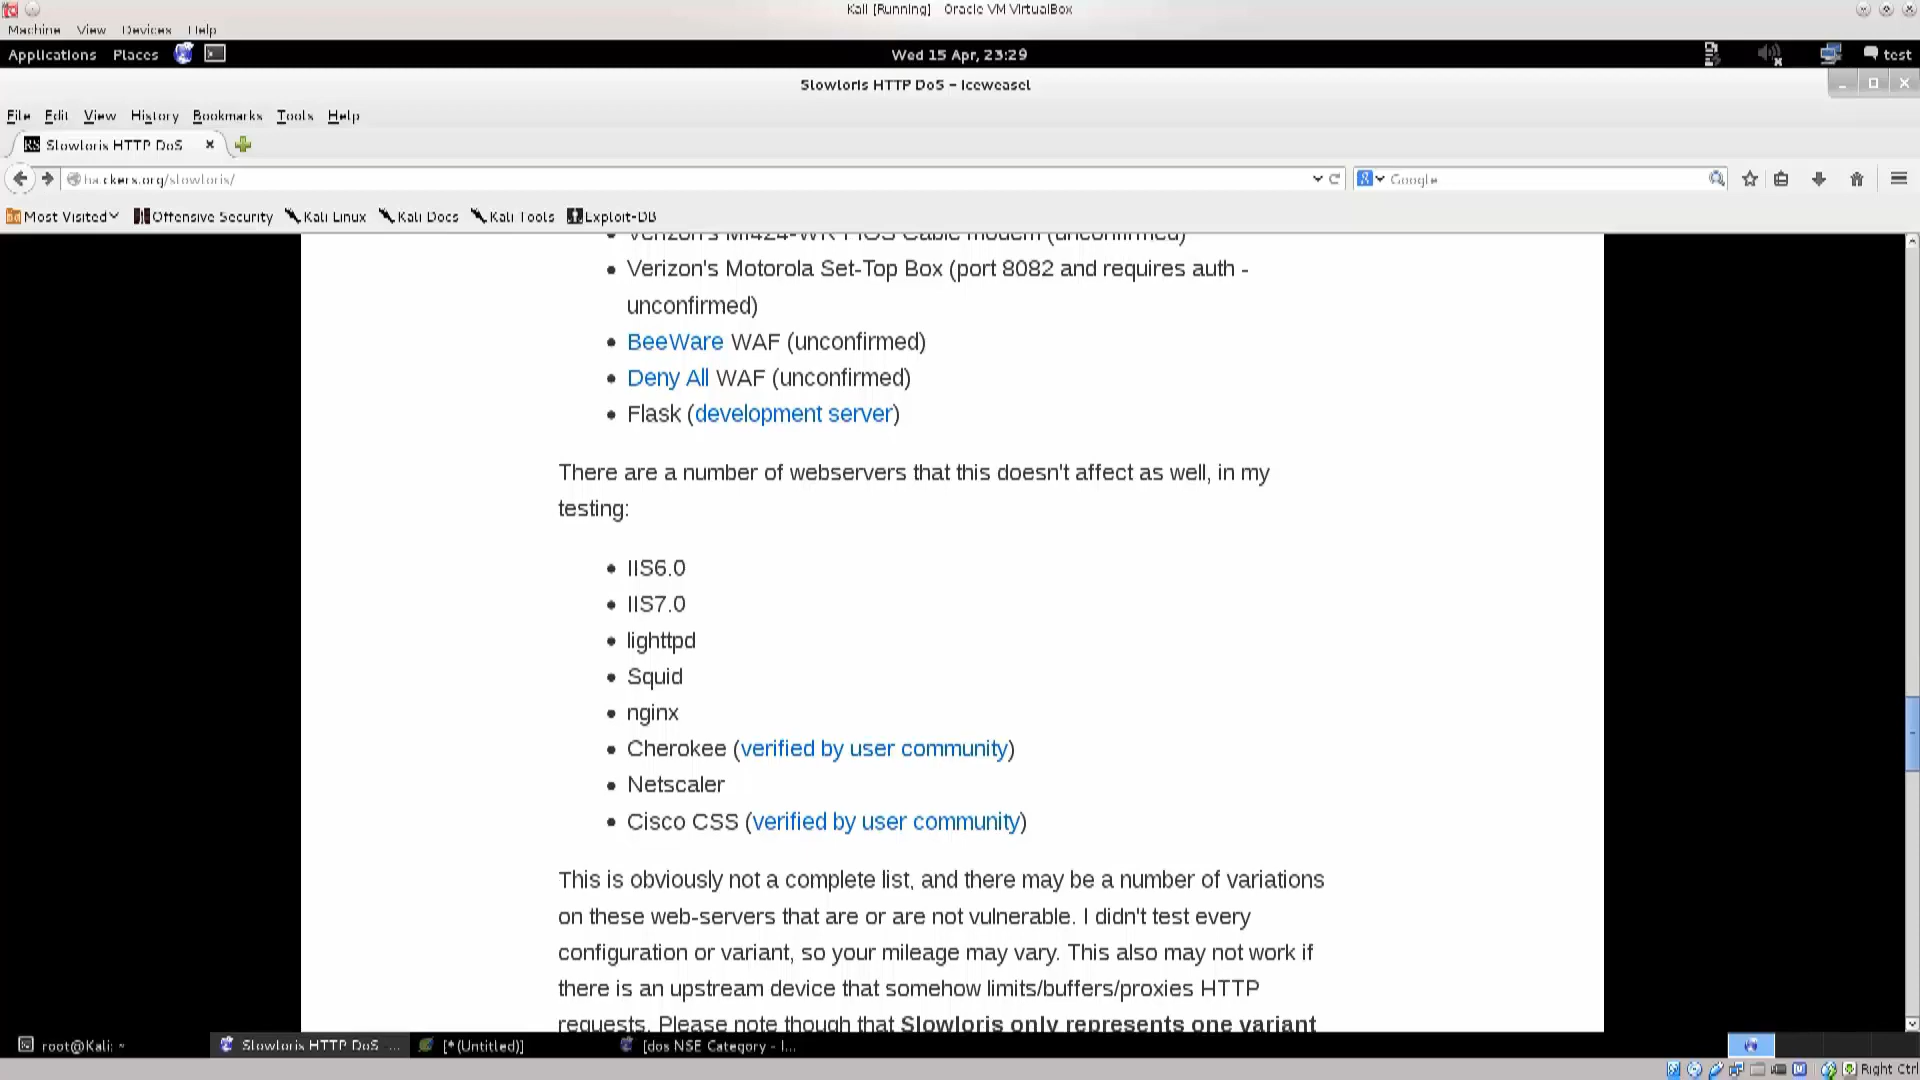 Kali [Running] Oracle VM VirtualBox
Machine View Devices Help
Applications Places
Wed 15 Apr, 23:29
test
Slowloris HTTP DoS - Iceweasel
File Edit View History Bookmarks Tools Help
Slowloris HTTP DoS
ha.ckers.org/slowloris/
Google
Most Visited Offensive Security Kali Linux Kali Docs Kali Tools Exploit-DB
• Verizon's MI424-WR FIOS Cable modem (unconfirmed)
• Verizon's Motorola Set-Top Box (port 8082 and requires auth -
unconfirmed)
• BeeWare WAF (unconfirmed)
• Deny All WAF (unconfirmed)
• Flask (development server)
There are a number of webservers that this doesn't affect as well, in my
testing:
• IIS6.0
• IIS7.0
• lighttpd
• Squid
• nginx
• Cherokee (verified by user community)
• Netscaler
• Cisco CSS (verified by user community)
This is obviously not a complete list, and there may be a number of variations
on these web-servers that are or are not vulnerable. I didn't test every
configuration or variant, so your mileage may vary. This also may not work if
there is an upstream device that somehow limits/buffers/proxies HTTP
requests. Please note though that Slowloris only represents one variant
root@Kali: ~
Slowloris HTTP DoS ...
[*(Untitled)]
[dos NSE Category - I...
Right Ctrl